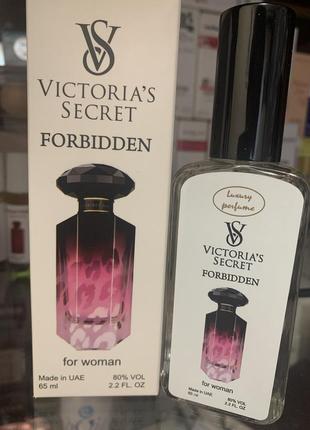 VS
VICTORIA'S
SECRET
FORBIDDEN
for woman
Made in UAE
65 ml
80% VOL
2.2 FL. OZ
Luxury
perfume
VS
VICTORIA'S
SECRET
FORBIDDEN
for woman
Made in UAE
65 ml
80% VOL
2.2 FL. OZ